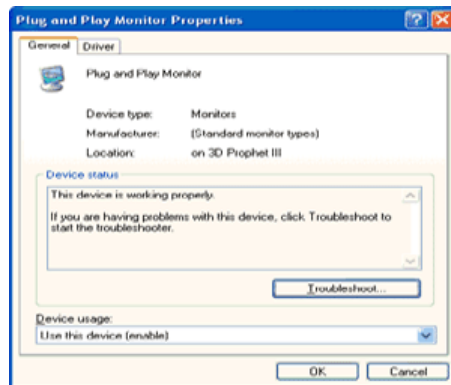 Plug and Play Monitor Properties
General Driver
Plug and Play Monitor
Device type: Monitors
Manufacturer: (Standard monitor types)
Location: on 3D Prophet III
Device status
This device is working properly.
If you are having problems with this device, click Troubleshoot to
start the troubleshooter.
Troubleshoot...
Device usage:
Use this device (enable)
OK Cancel